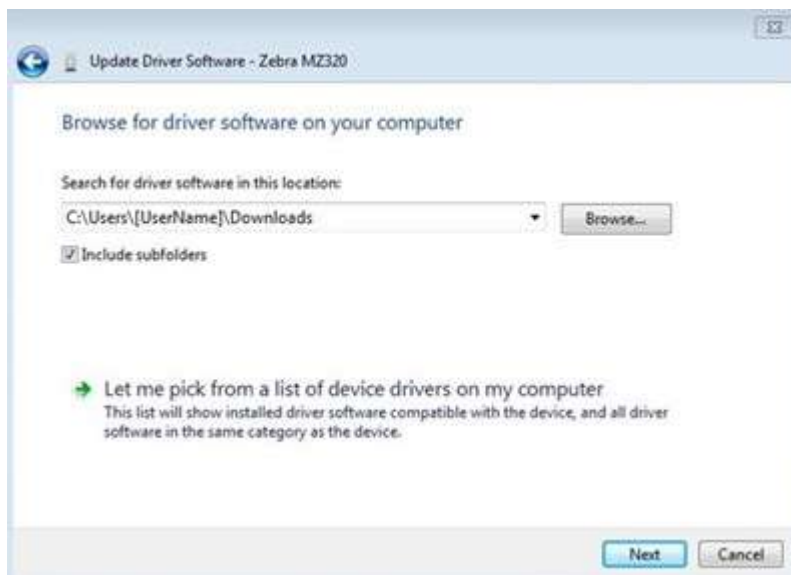 Update Driver Software - Zebra MZ320
Browse for driver software on your computer
Search for driver software in this location:
C:\Users\[UserName]\Downloads
Browse...
Include subfolders
Let me pick from a list of device drivers on my computer
This list will show installed driver software compatible with the device, and all driver
software in the same category as the device.
Next
Cancel